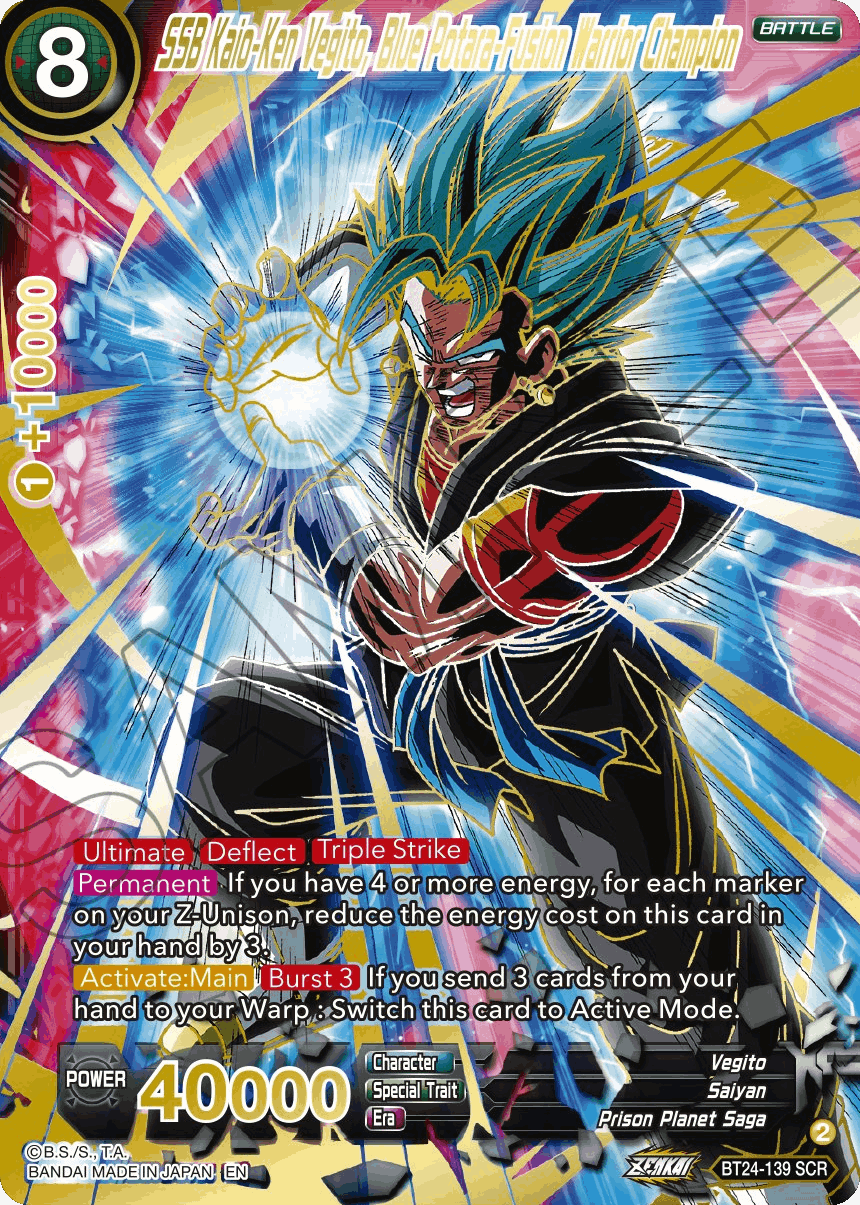 8
SSB Kaio-Ken Vegito, Blue Potara-Fusion Warrior Champion
BATTLE
1 +10000
SAMPLE
Ultimate Deflect Triple Strike
Permanent If you have 4 or more energy, for each marker
on your Z-Unison, reduce the energy cost on this card in
your hand by 3.
Activate:Main Burst 3 If you send 3 cards from your
hand to your Warp : Switch this card to Active Mode.
POWER
40000
Character Vegito
Special Trait Saiyan
Era Prison Planet Saga
2
©B.S./S., T.A.
BANDAI MADE IN JAPAN EN
ZENKAI
BT24-139 SCR